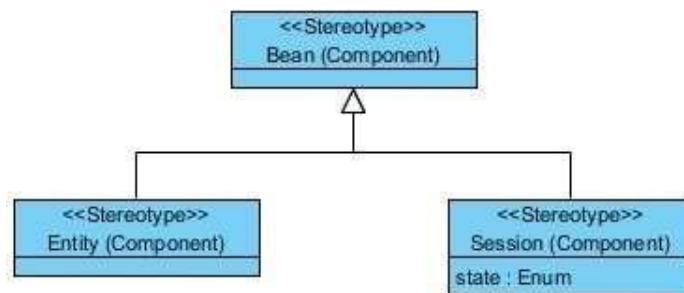 <<Stereotype>>
Bean (Component)
<<Stereotype>>
Entity (Component)
<<Stereotype>>
Session (Component)
state : Enum